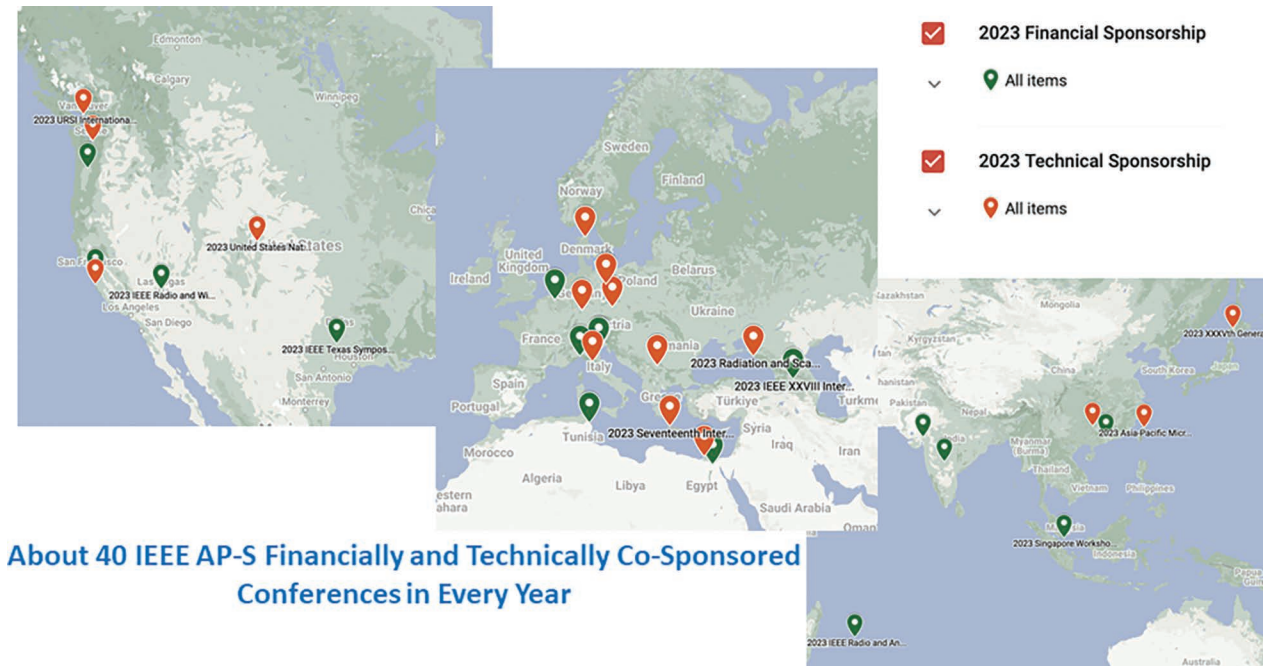 Edmonton
Calgary
Winnipeg
Vancouver
2023 URSI Internationa...
2023 United States Nat...
San Francisco
Las Vegas
2023 IEEE Radio and Wi...
Los Angeles
San Diego
2023 IEEE Texas Sympos...
Houston
San Antonio
Monterrey
Sweden
Norway
Finland
Denmark
United
Kingdom
Ireland
Belarus
Poland
Ukraine
France
2023 Radiation and Sca...
Italy
2023 IEEE XXVIII Inter...
Spain
Portugal
Türkiye
2023 Seventeenth Inter...
Tunisia
Syria
Iraq
Iran
Morocco
Algeria
Libya
Egypt
Saudi Arabia
Oman
2023 Financial Sponsorship
All items
2023 Technical Sponsorship
All items
Kazakhstan
Mongolia
2023 XXXVth Genera...
Kyrgyzstan
China
South Korea
Japan
Pakistan
Nepal
2023 Asia-Pacific Micr...
India
Myanmar
(Burma)
Thailand
Vietnam
Philippines
2023 Singapore Worksho...
Indonesia
2023 IEEE Radio and An...
Australia
About 40 IEEE AP-S Financially and Technically Co-Sponsored
Conferences in Every Year